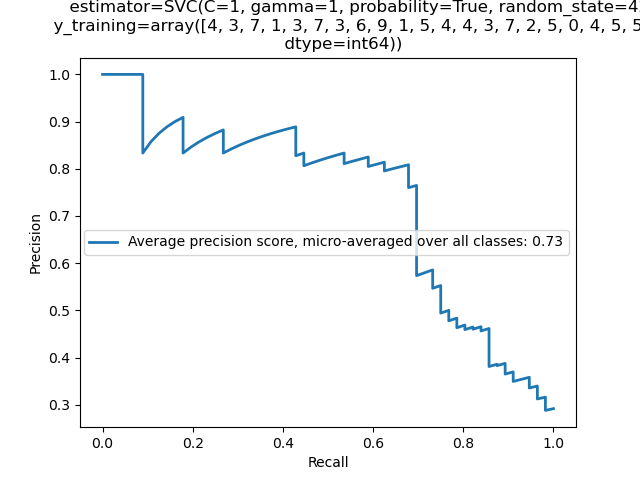 estimator=SVC(C=1, gamma=1, probability=True, random_state=4
y_training=array([4, 3, 7, 1, 3, 7, 3, 6, 9, 1, 5, 4, 4, 3, 7, 2, 5, 0, 4, 5, 5
dtype=int64))
1.0
0.9
0.8
0.7
0.6
0.5
0.4
0.3
Precision
Average precision score, micro-averaged over all classes: 0.73
0.0 0.2 0.4 0.6 0.8 1.0
Recall